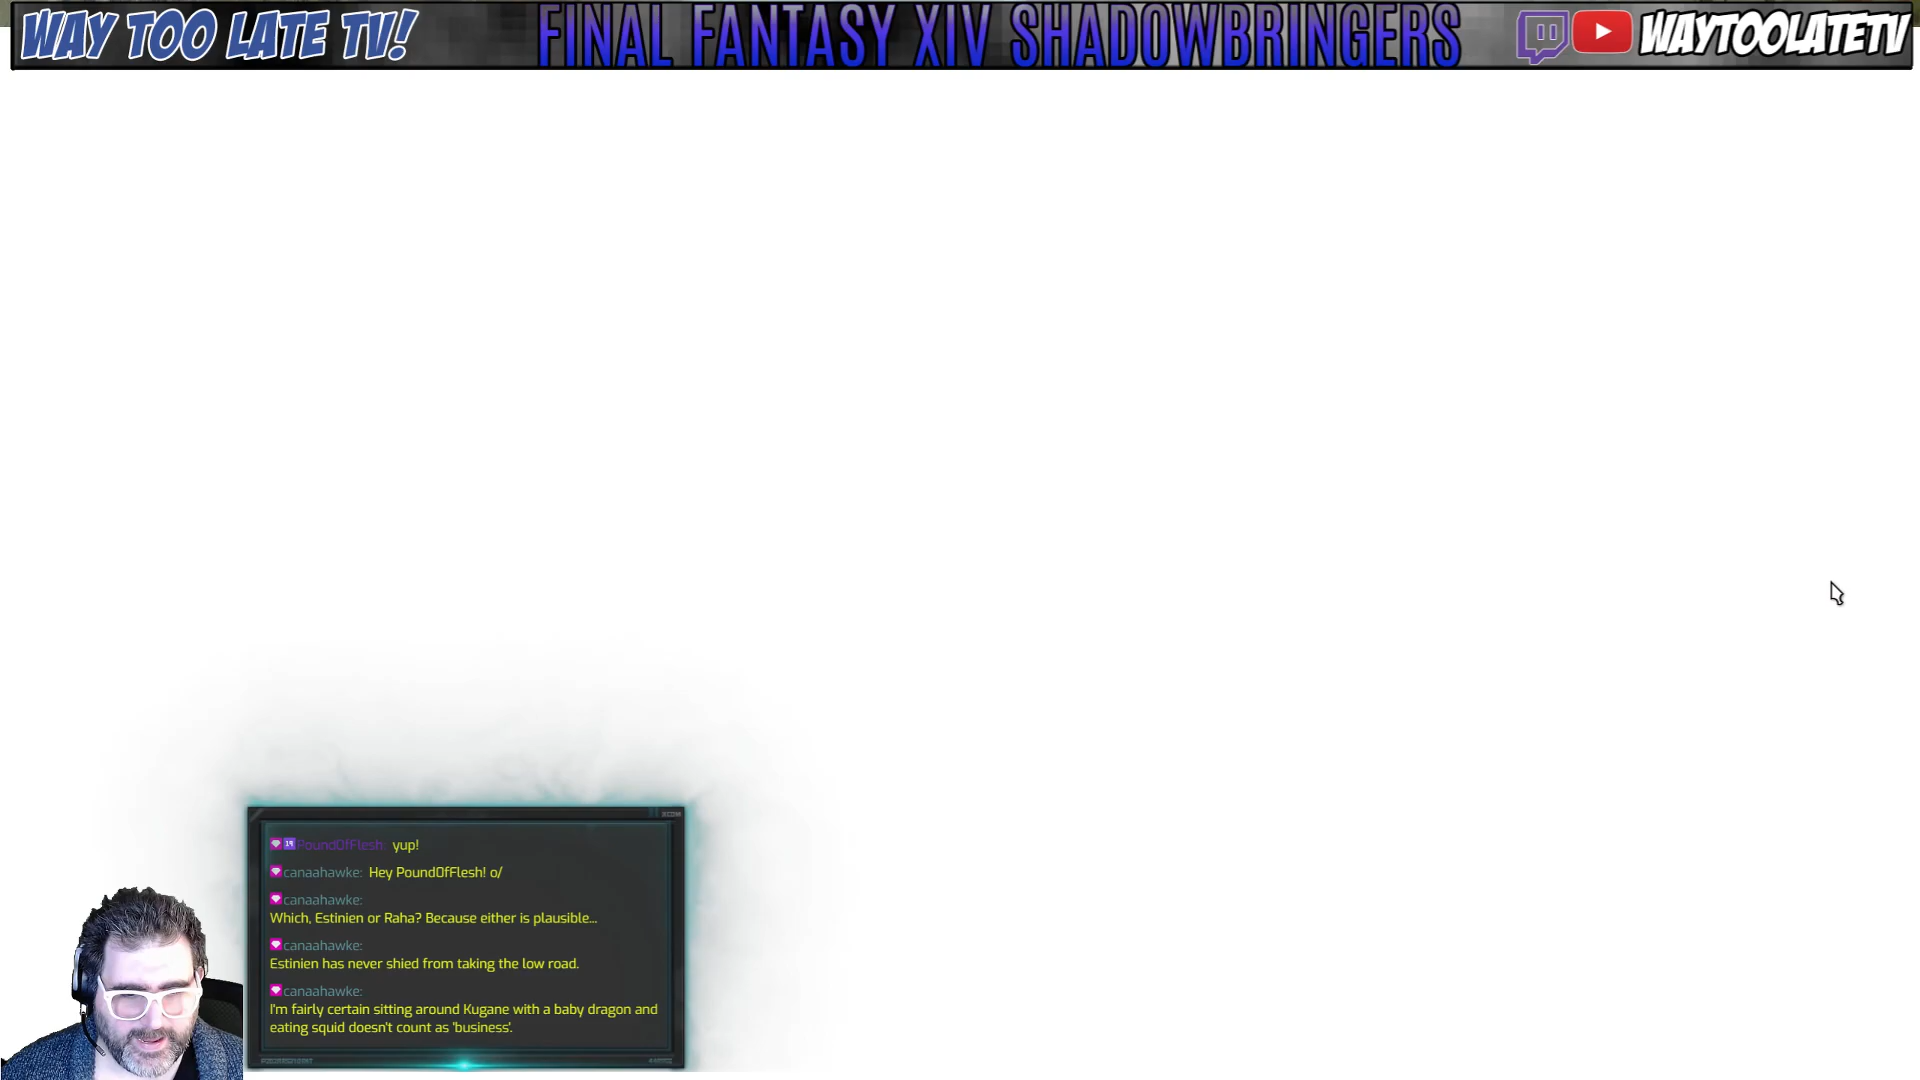 WAY TOO LATE TV!
FINAL FANTASY XIV SHADOWBRINGERS
WAYTOOLATETV
19 PoundOfFlesh: yup!
canaahawke: Hey PoundOfFlesh! o/
canaahawke:
Which, Estinien or Raha? Because either is plausible...
canaahawke:
Estinien has never shied from taking the low road.
canaahawke:
I'm fairly certain sitting around Kugane with a baby dragon and
eating squid doesn't count as 'business'.